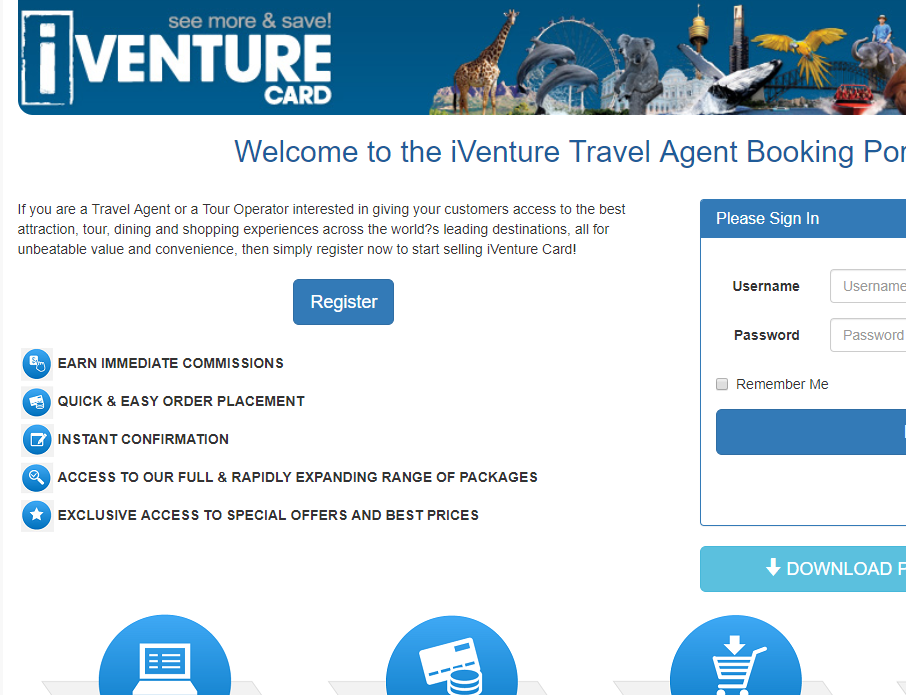 see more & save!
iVENTURE
CARD
Welcome to the iVenture Travel Agent Booking
If you are a Travel Agent or a Tour Operator interested in giving your customers access to the best
attraction, tour, dining and shopping experiences across the world?s leading destinations, all for
unbeatable value and convenience, then simply register now to start selling iVenture Card!
Register
EARN IMMEDIATE COMMISSIONS
QUICK & EASY ORDER PLACEMENT
INSTANT CONFIRMATION
ACCESS TO OUR FULL & RAPIDLY EXPANDING RANGE OF PACKAGES
EXCLUSIVE ACCESS TO SPECIAL OFFERS AND BEST PRICES
Please Sign In
Username
Username
Password
Password
Remember Me
DOWNLOAD